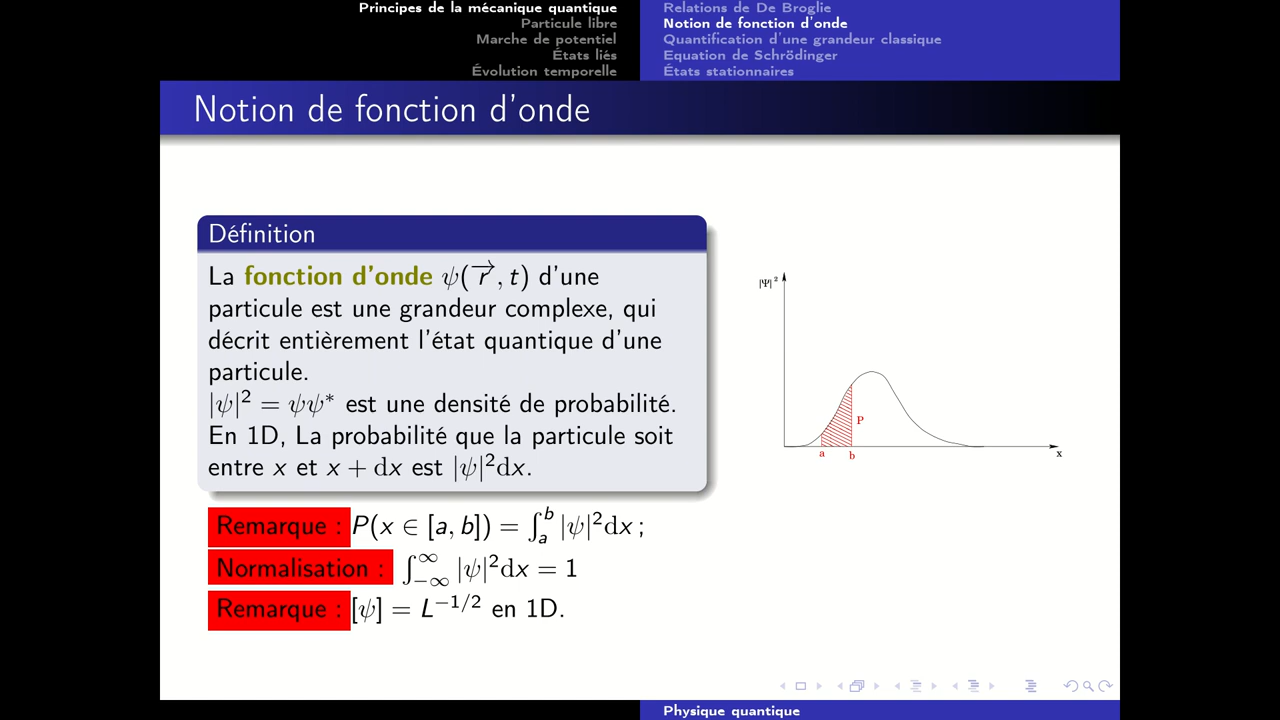 Principes de la mécanique quantique
Particule libre
Marche de potentiel
États liés
Évolution temporelle
Relations de De Broglie
Notion de fonction d'onde
Quantification d'une grandeur classique
Equation de Schrödinger
États stationnaires
Notion de fonction d'onde
Définition
La fonction d'onde ψ(r⃗, t) d'une
particule est une grandeur complexe, qui
décrit entièrement l'état quantique d'une
particule.
|ψ|² = ψψ* est une densité de probabilité.
En 1D, La probabilité que la particule soit
entre x et x + dx est |ψ|²dx.
Remarque : P(x ∈ [a, b]) = ∫ₐᵇ |ψ|²dx ;
Normalisation : ∫₋∞^∞ |ψ|²dx = 1
Remarque : [ψ] = L⁻¹/² en 1D.
|Ψ|²
P
a
b
x
Physique quantique